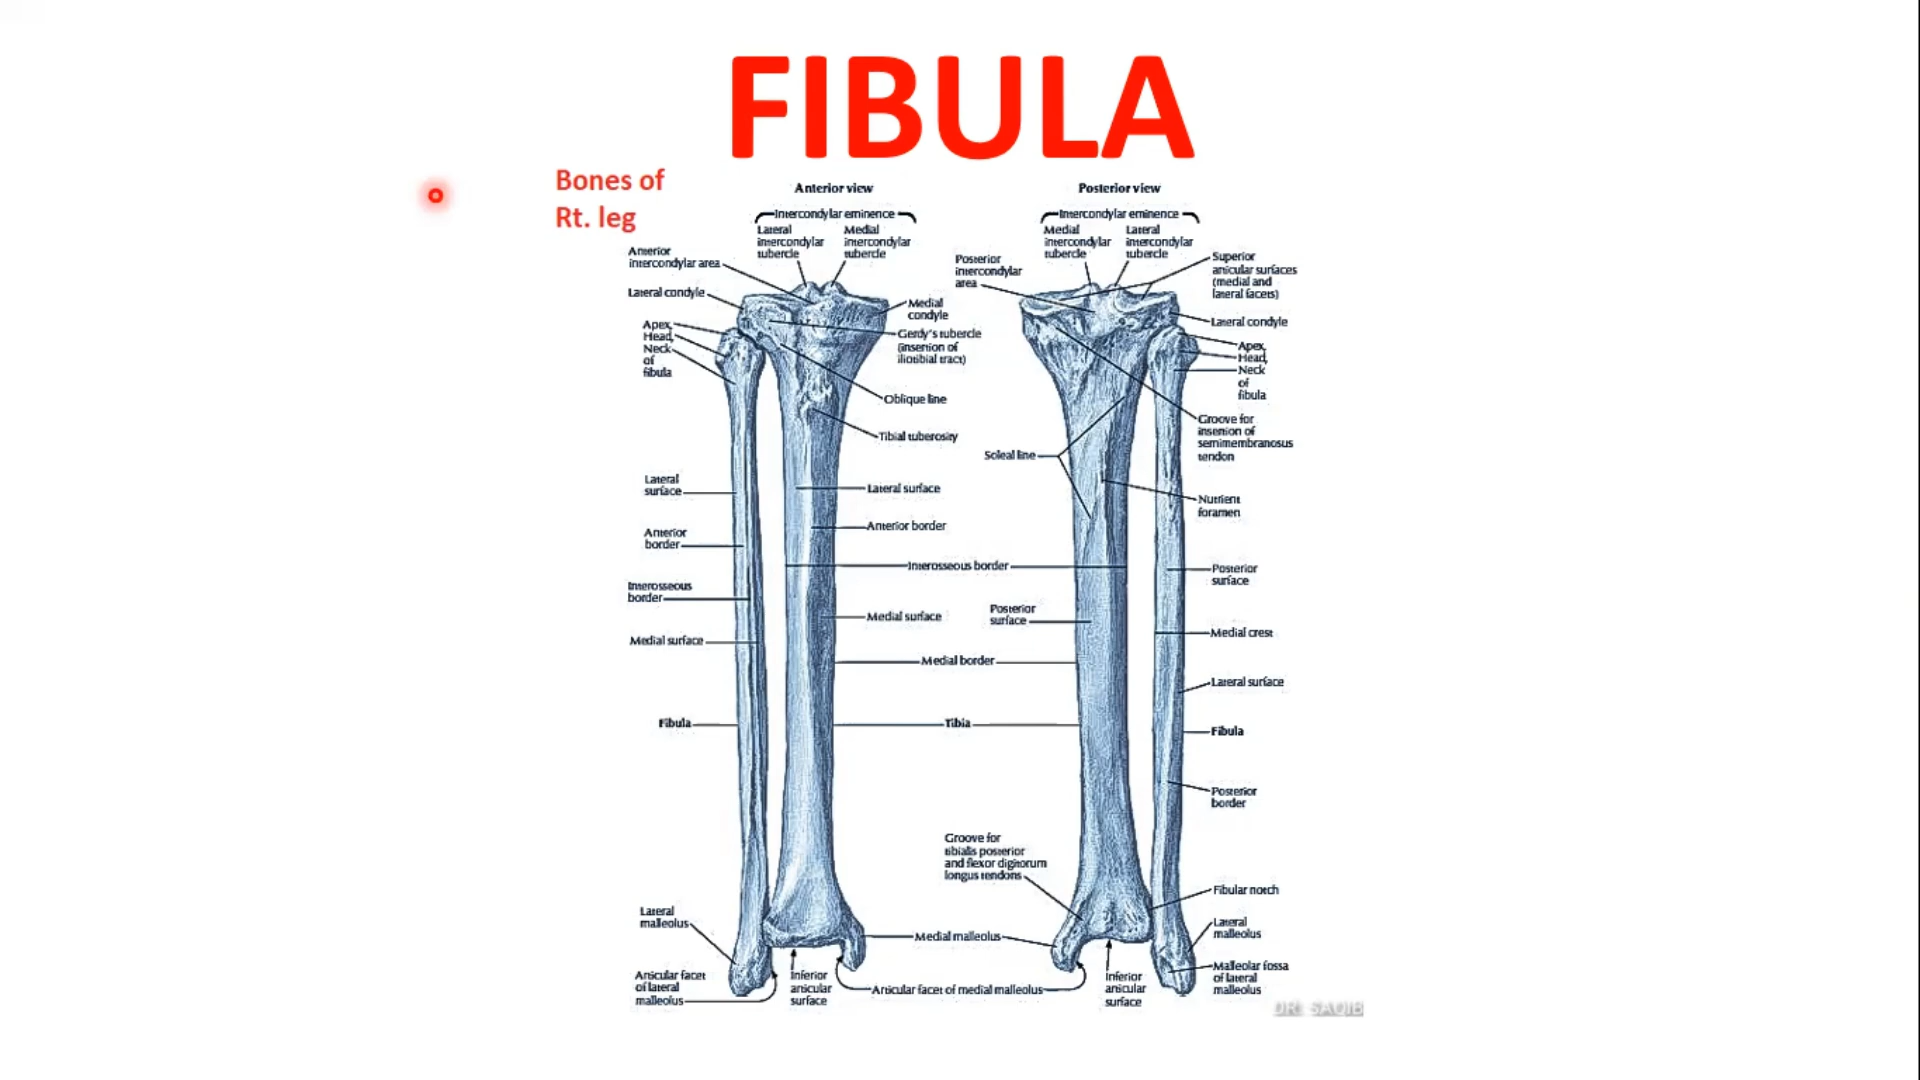 FIBULA
Bones of
Rt. leg
Anterior view
Intercondylar eminence
Lateral
intercondylar
tubercle
Medial
intercondylar
tubercle
Anterior
intercondylar area
Lateral condyle
Apex,
Head,
Neck
of
fibula
Medial
condyle
Gerdy's tubercle
(insertion of
iliotibial tract)
Oblique line
Tibial tuberosity
Lateral
surface
Lateral surface
Anterior
border
Anterior border
Interosseous
border
Interosseous border
Medial surface
Medial surface
Medial border
Fibula
Tibia
Lateral
malleolus
Articular facet
of lateral
malleolus
Inferior
articular
surface
Medial malleolus
Articular facet of medial malleolus
Posterior view
Intercondylar eminence
Medial
intercondylar
tubercle
Lateral
intercondylar
tubercle
Posterior
intercondylar
area
Superior
articular surfaces
(medial and
lateral facets)
Lateral condyle
Apex,
Head,
Neck
of
fibula
Groove for
insertion of
semimembranosus
tendon
Soleal line
Nutrient
foramen
Posterior
surface
Posterior
surface
Medial crest
Lateral surface
Fibula
Posterior
border
Groove for
tibialis posterior
and flexor digitorum
longus tendons
Fibular notch
Lateral
malleolus
Malleolar fossa
of lateral
malleolus
Inferior
articular
surface
DR. SAQIB